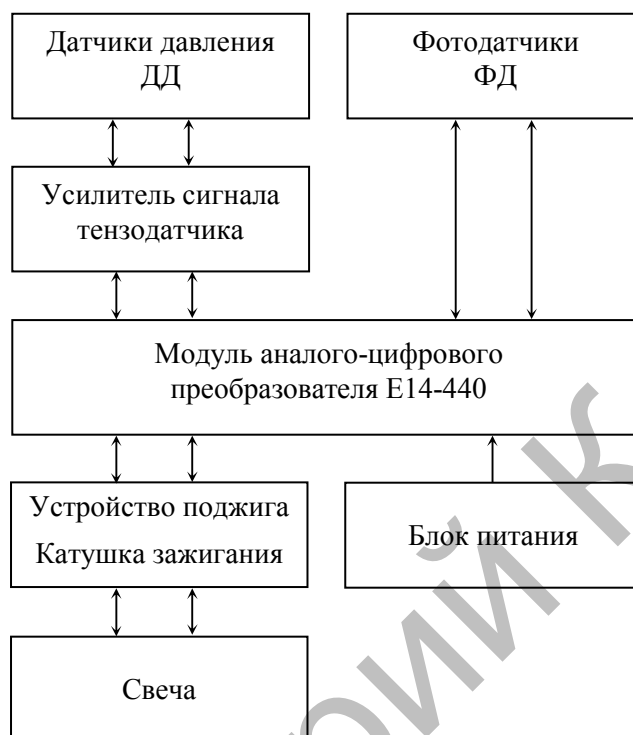 Датчики давления
ДД
Фотодатчики
ФД
Усилитель сигнала
тензодатчика
Модуль аналого-цифрового
преобразователя Е14-440
Устройство поджига
Катушка зажигания
Блок питания
Свеча